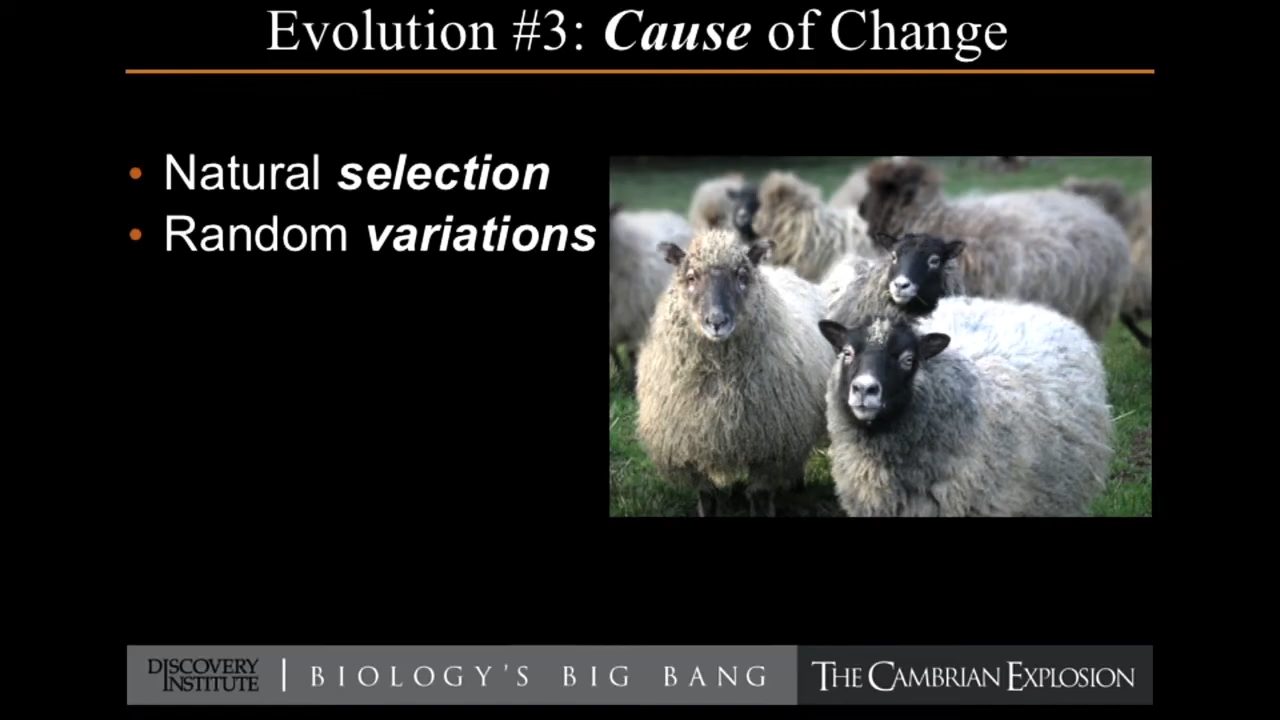 Evolution #3: Cause of Change
• Natural selection
• Random variations
DISCOVERY
INSTITUTE
BIOLOGY'S BIG BANG
THE CAMBRIAN EXPLOSION